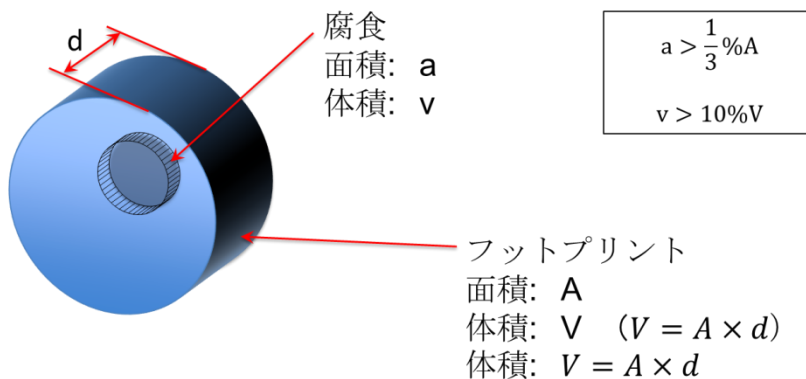 d
腐食
面積: a
体積: v
a > 1/3 %A
v > 10%V
フットプリント
面積: A
体積: V (V = A × d)
体積: V = A × d